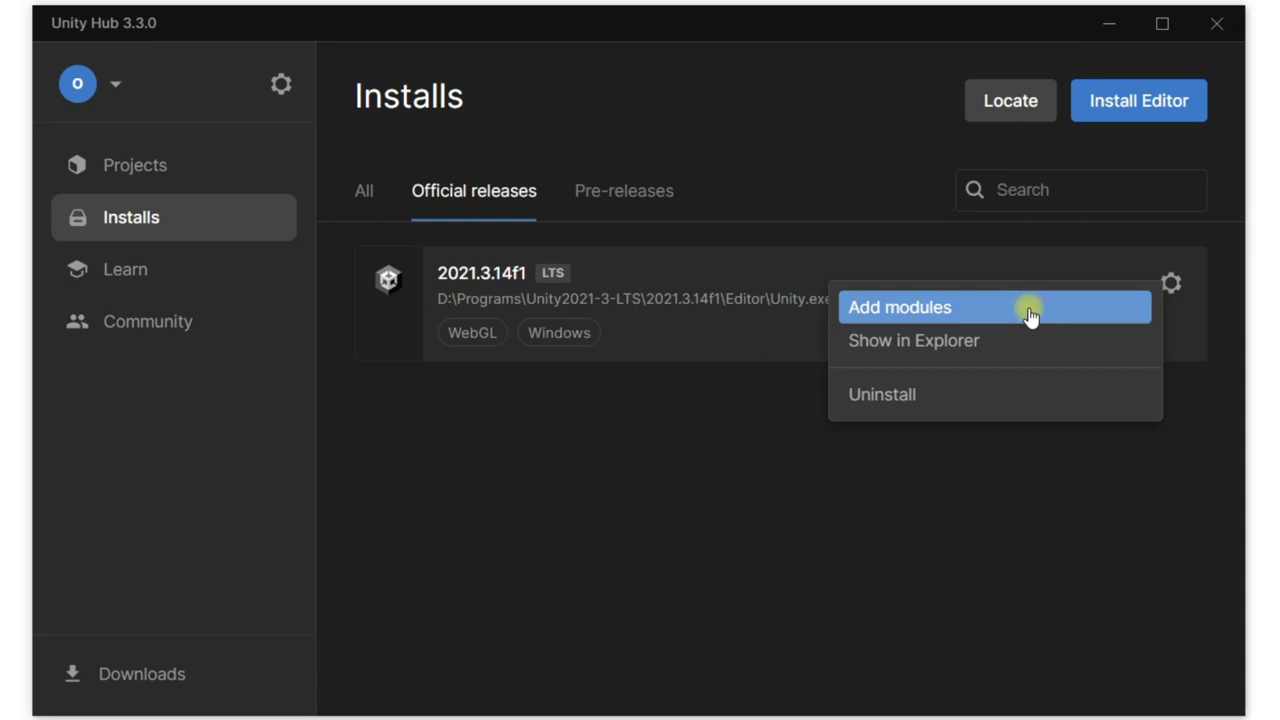 Unity Hub 3.3.0
O
Installs
Locate
Install Editor
Projects
Installs
Learn
Community
All
Official releases
Pre-releases
Search
2021.3.14f1 LTS
D:\Programs\Unity2021-3-LTS\2021.3.14f1\Editor\Unity.exe
WebGL
Windows
Add modules
Show in Explorer
Uninstall
Downloads